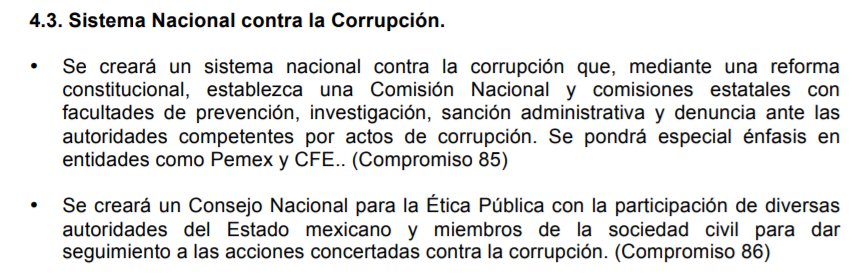 4.3. Sistema Nacional contra la Corrupción.
• Se creará un sistema nacional contra la corrupción que, mediante una reforma
constitucional, establezca una Comisión Nacional y comisiones estatales con
facultades de prevención, investigación, sanción administrativa y denuncia ante las
autoridades competentes por actos de corrupción. Se pondrá especial énfasis en
entidades como Pemex y CFE.. (Compromiso 85)
• Se creará un Consejo Nacional para la Ética Pública con la participación de diversas
autoridades del Estado mexicano y miembros de la sociedad civil para dar
seguimiento a las acciones concertadas contra la corrupción. (Compromiso 86)